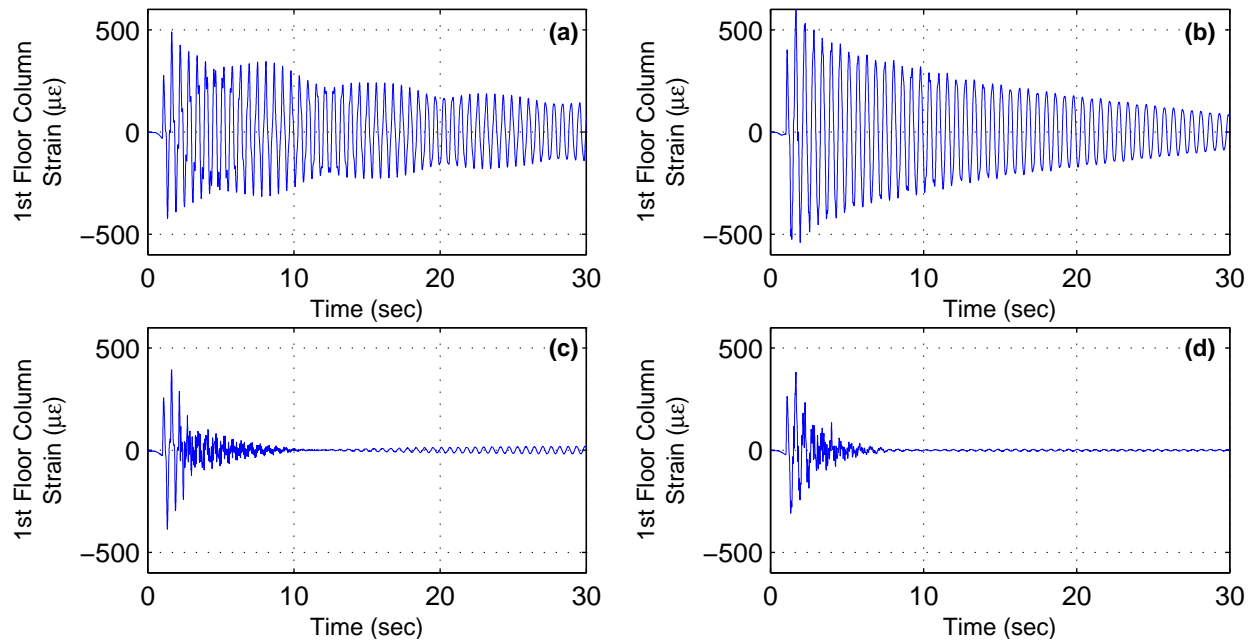 (a)
500
0
−500
1st Floor Column
Strain (με)
0 10 20 30
Time (sec)
(b)
500
0
−500
1st Floor Column
Strain (με)
0 10 20 30
Time (sec)
(c)
500
0
−500
1st Floor Column
Strain (με)
0 10 20 30
Time (sec)
(d)
500
0
−500
1st Floor Column
Strain (με)
0 10 20 30
Time (sec)